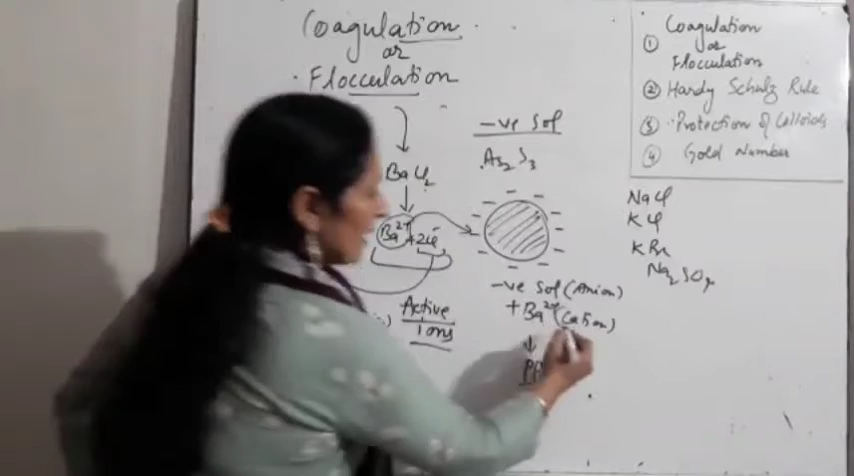 Coagulation
or
Flocculation
BaCl2
Ba2+ + 2Cl-
Active
Ions
-ve Sol
As2S3
-ve Sol (Anion)
+ Ba2+ (Cation)
① Coagulation
or
Flocculation
② Hardy Schulz Rule
③ Protection of Colloids
④ Gold Number
NaCl
KCl
KBr
Na2SO4